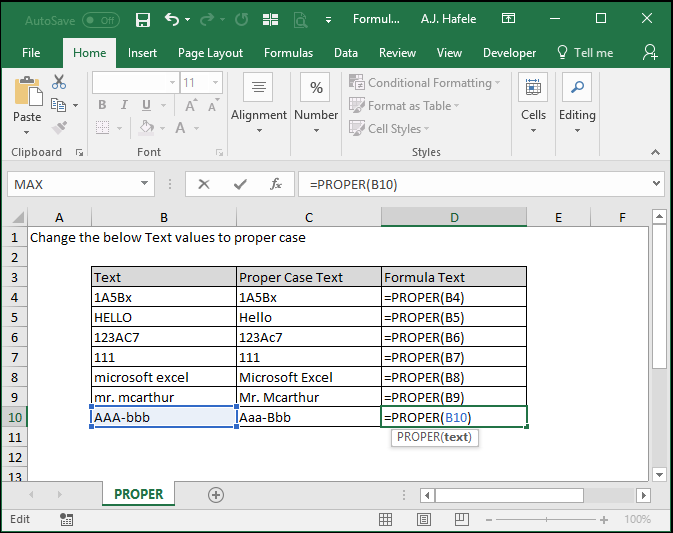 AutoSave Off Formul... A.J. Hafele
File Home Insert Page Layout Formulas Data Review View Developer Tell me
Paste
Clipboard
11
B I U A A
A
Font
Alignment
%
Number
Conditional Formatting
Format as Table
Cell Styles
Styles
Cells
Editing
MAX fx =PROPER(B10)
A B C D E F
1 Change the below Text values to proper case
2
3 Text Proper Case Text Formula Text
4 1A5Bx 1A5Bx =PROPER(B4)
5 HELLO Hello =PROPER(B5)
6 123AC7 123Ac7 =PROPER(B6)
7 111 111 =PROPER(B7)
8 microsoft excel Microsoft Excel =PROPER(B8)
9 mr. mcarthur Mr. Mcarthur =PROPER(B9)
10 AAA-bbb Aaa-Bbb =PROPER(B10)
11 PROPER(text)
12
13
PROPER
Edit 100%